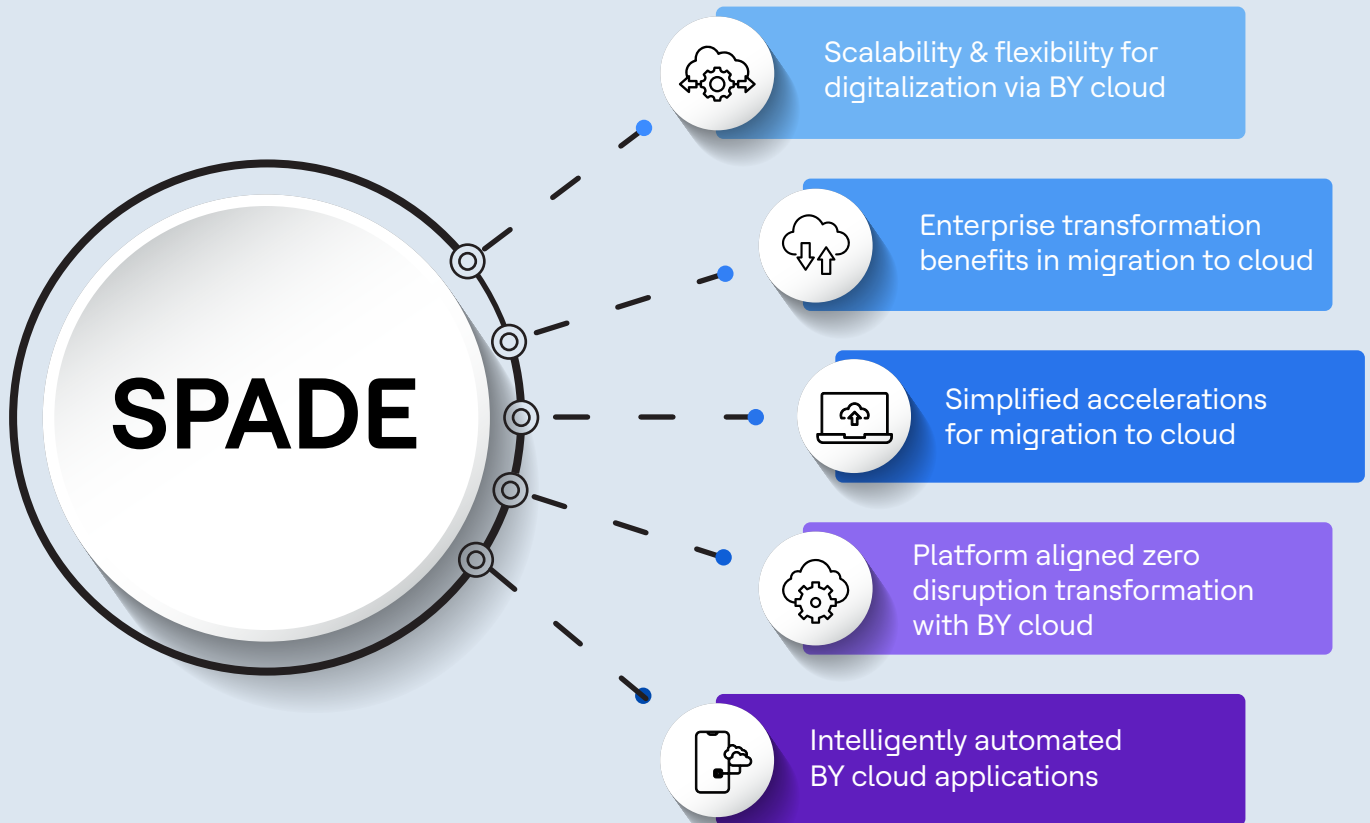 SPADE
Scalability & flexibility for
digitalization via BY cloud
Enterprise transformation
benefits in migration to cloud
Simplified accelerations
for migration to cloud
Platform aligned zero
disruption transformation
with BY cloud
Intelligently automated
BY cloud applications